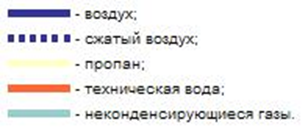 - воздух;
- сжатый воздух;
- пропан;
- техническая вода;
- неконденсирующиеся газы.